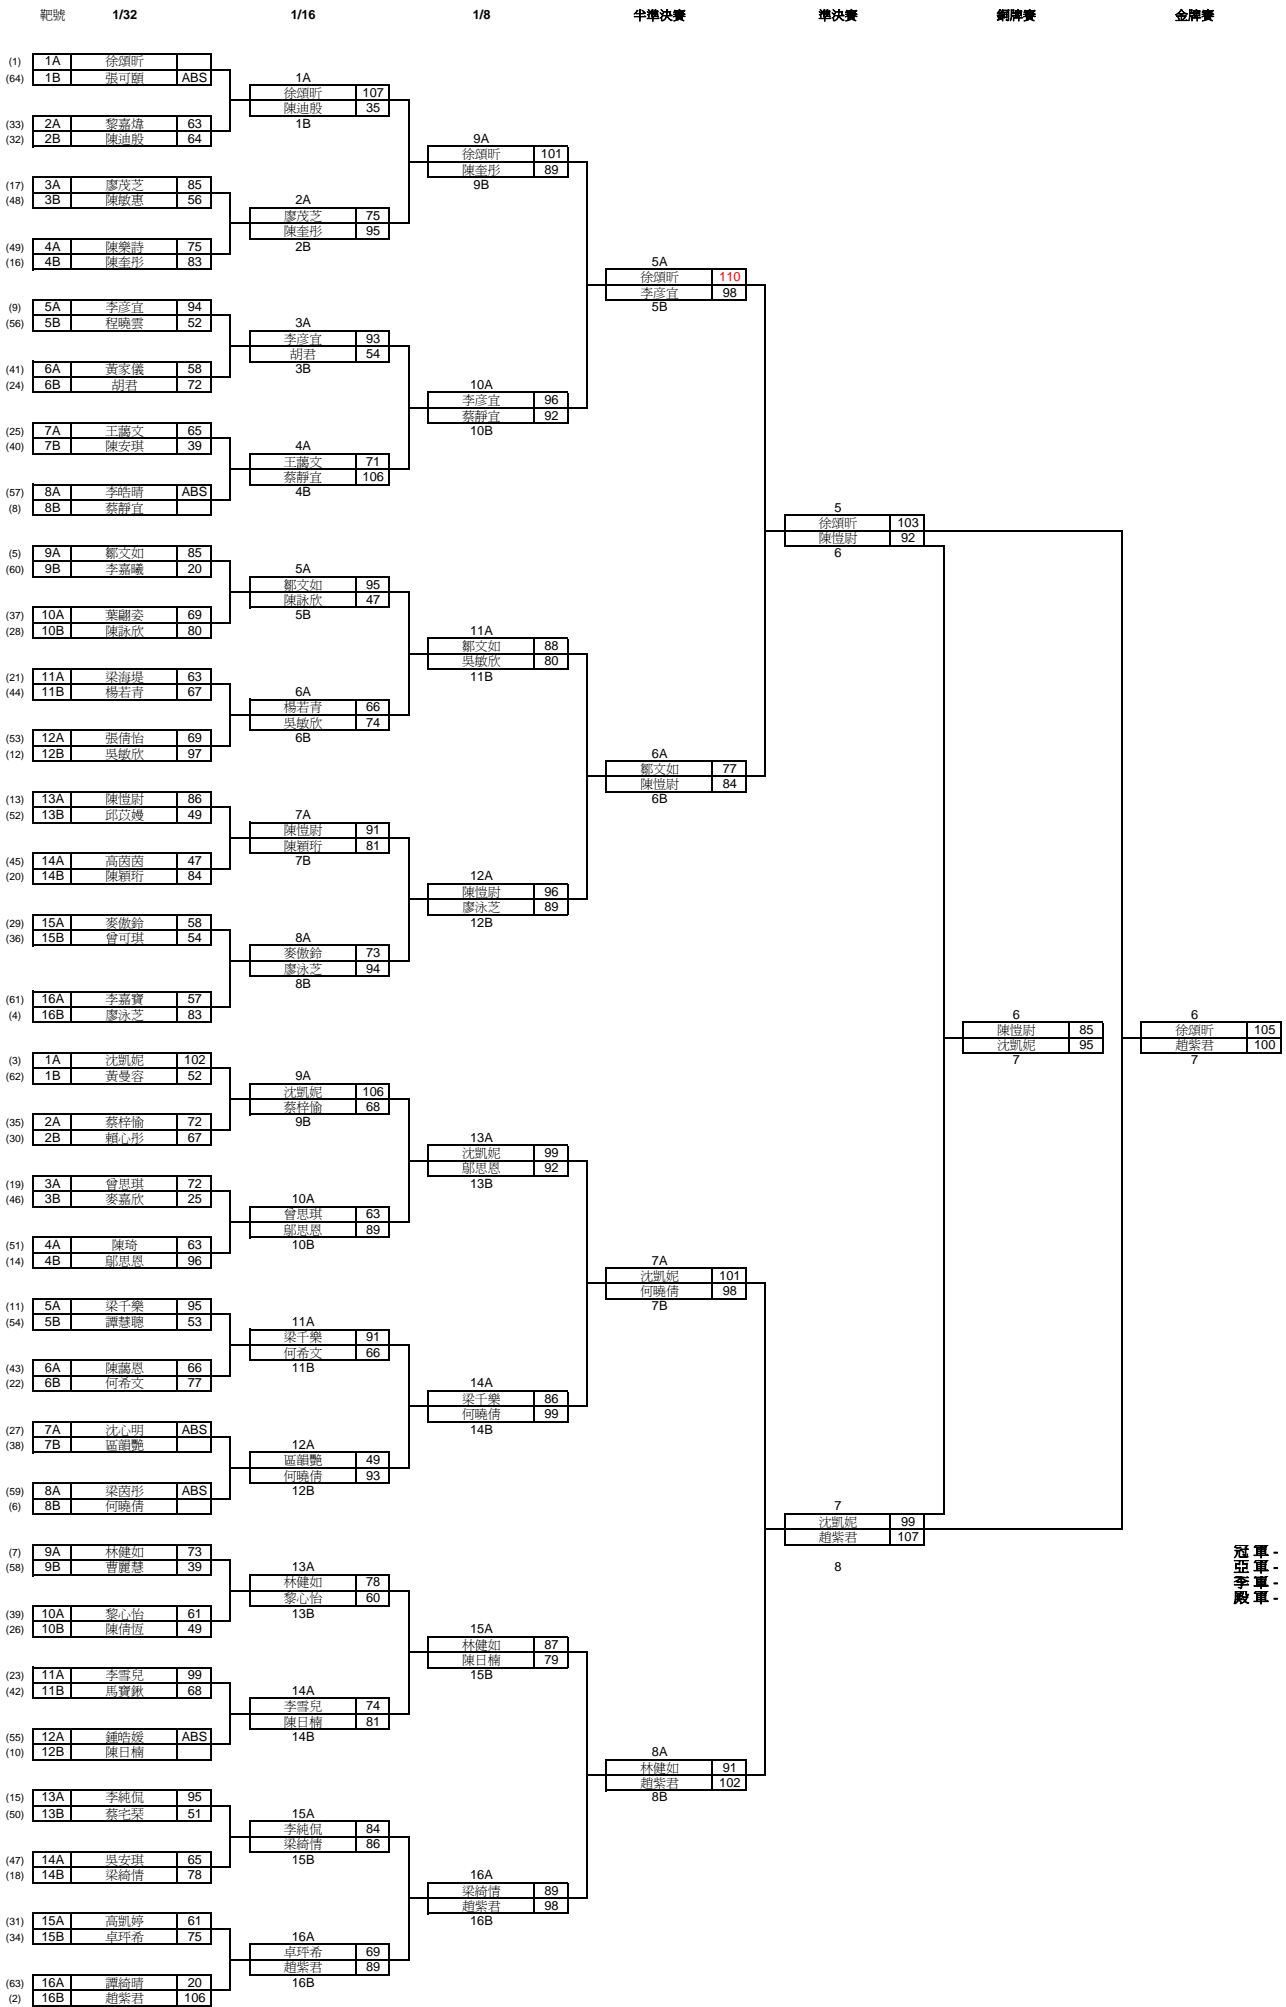 靶號 1/32 1/16 1/8 半準決賽 準決賽 銅牌賽 金牌賽
(1) 1A 徐頌昕
(64) 1B 張可頤 ABS
1A
徐頌昕 107
陳迪殷 35
1B
(33) 2A 黎嘉煒 63
(32) 2B 陳迪殷 64
9A
徐頌昕 101
陳奎彤 89
9B
(17) 3A 廖茂芝 85
(48) 3B 陳敏惠 56
2A
廖茂芝 75
陳奎彤 95
2B
(49) 4A 陳樂詩 75
(16) 4B 陳奎彤 83
5A
徐頌昕 110
李彦宜 98
5B
(9) 5A 李彦宜 94
(56) 5B 程曉雲 52
3A
李彦宜 93
胡君 54
3B
(41) 6A 黃家儀 58
(24) 6B 胡君 72
10A
李彦宜 96
蔡靜宜 92
10B
(25) 7A 王藹文 65
(40) 7B 陳安琪 39
4A
王藹文 71
蔡靜宜 106
4B
(57) 8A 李皓晴 ABS
(8) 8B 蔡靜宜
5
徐頌昕 103
陳愷尉 92
6
(5) 9A 鄒文如 85
(60) 9B 李嘉曦 20
5A
鄒文如 95
陳詠欣 47
5B
(37) 10A 葉翩姿 69
(28) 10B 陳詠欣 80
11A
鄒文如 88
吳敏欣 80
11B
(21) 11A 梁海堤 63
(44) 11B 楊若青 67
6A
楊若青 66
吳敏欣 74
6B
(53) 12A 張倩怡 69
(12) 12B 吳敏欣 97
6A
鄒文如 77
陳愷尉 84
6B
(13) 13A 陳愷尉 86
(52) 13B 邱苡嫚 49
7A
陳愷尉 91
陳穎珩 81
7B
(45) 14A 高茵茵 47
(20) 14B 陳穎珩 84
12A
陳愷尉 96
廖泳芝 89
12B
(29) 15A 麥傲鈴 58
(36) 15B 曾可琪 54
8A
麥傲鈴 73
廖泳芝 94
8B
(61) 16A 李嘉寶 57
(4) 16B 廖泳芝 83
6
陳愷尉 85
沈凱妮 95
7
6
徐頌昕 105
趙紫君 100
7
(3) 1A 沈凱妮 102
(62) 1B 黃曼容 52
9A
沈凱妮 106
蔡梓愉 68
9B
(35) 2A 蔡梓愉 72
(30) 2B 賴心彤 67
13A
沈凱妮 99
鄔思恩 92
13B
(19) 3A 曾思琪 72
(46) 3B 麥嘉欣 25
10A
曾思琪 63
鄔思恩 89
10B
(51) 4A 陳琦 63
(14) 4B 鄔思恩 96
7A
沈凱妮 101
何曉倩 98
7B
(11) 5A 梁千樂 95
(54) 5B 譚慧聰 53
11A
梁千樂 91
何希文 66
11B
(43) 6A 陳藹恩 66
(22) 6B 何希文 77
14A
梁千樂 86
何曉倩 99
14B
(27) 7A 沈心明 ABS
(38) 7B 區韻艷
12A
區韻艷 49
何曉倩 93
12B
(59) 8A 梁茵彤 ABS
(6) 8B 何曉倩
7
沈凱妮 99
趙紫君 107
8
(7) 9A 林健如 73
(58) 9B 曹麗慧 39
13A
林健如 78
黎心怡 60
13B
(39) 10A 黎心怡 61
(26) 10B 陳倩恆 49
15A
林健如 87
陳日楠 79
15B
(23) 11A 李雪兒 99
(42) 11B 馬寶鍬 68
14A
李雪兒 74
陳日楠 81
14B
(55) 12A 鍾皓媛 ABS
(10) 12B 陳日楠
8A
林健如 91
趙紫君 102
8B
(15) 13A 李純侃 95
(50) 13B 蔡宅栞 51
15A
李純侃 84
梁綺情 86
15B
(47) 14A 吳安琪 65
(18) 14B 梁綺情 78
16A
梁綺情 89
趙紫君 98
16B
(31) 15A 高凱婷 61
(34) 15B 卓玶希 75
16A
卓玶希 69
趙紫君 89
16B
(63) 16A 譚綺晴 20
(2) 16B 趙紫君 106
冠 軍 -
亞 軍 -
季 軍 -
殿 軍 -